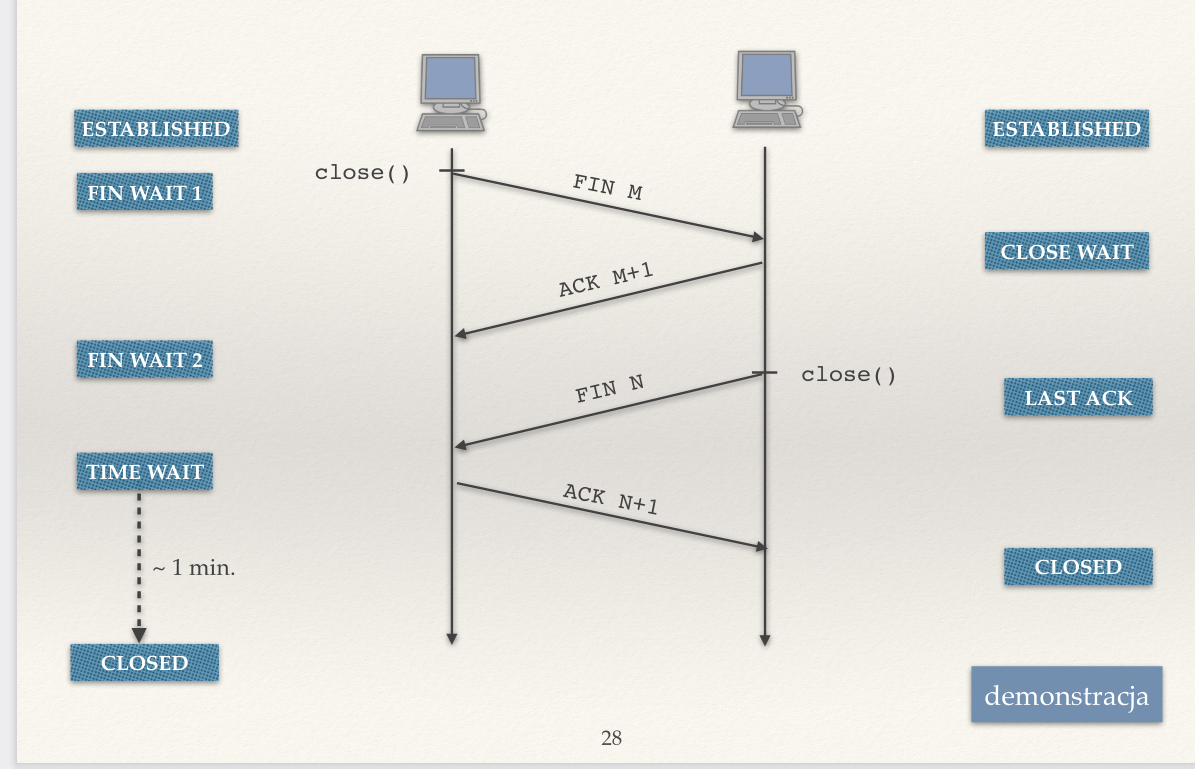 ESTABLISHED
ESTABLISHED
close()
FIN M
FIN WAIT 1
CLOSE WAIT
ACK M+1
FIN WAIT 2
close()
FIN N
LAST ACK
TIME WAIT
ACK N+1
~ 1 min.
CLOSED
CLOSED
demonstracja
28